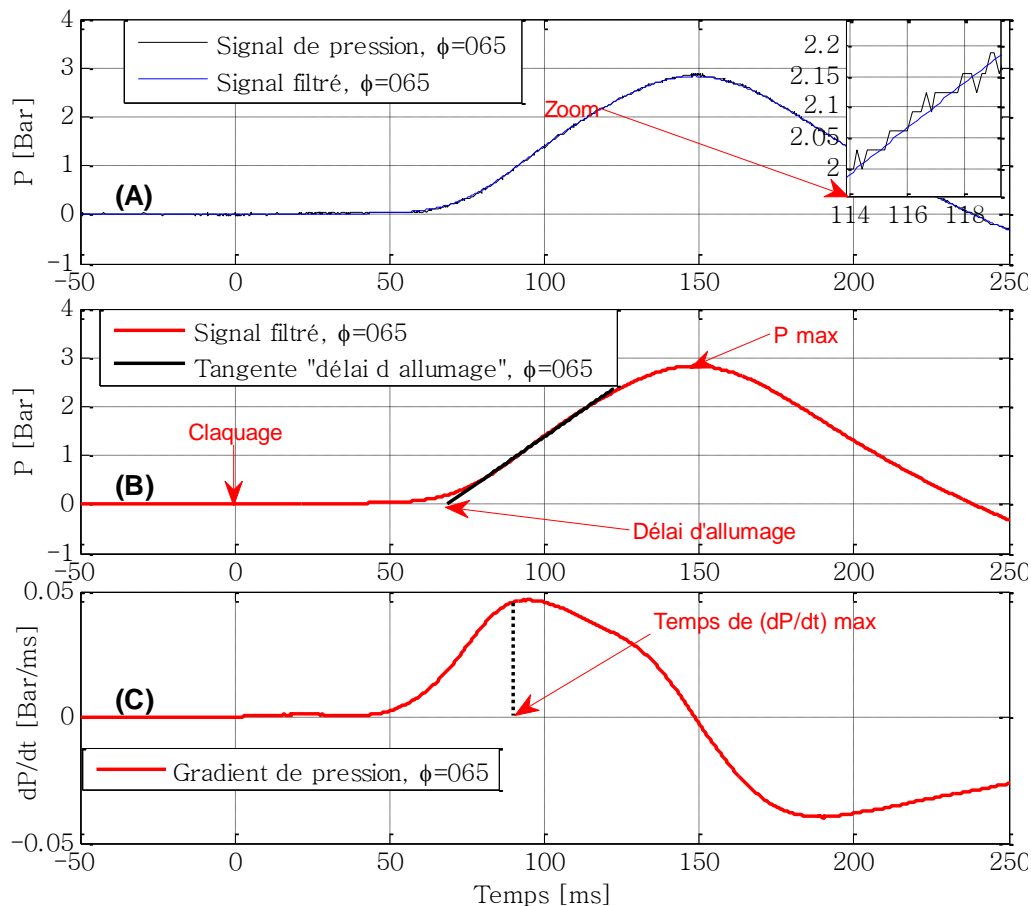 4
3
2
1
0
-1
P [Bar]
Signal de pression, ϕ=065
Signal filtré, ϕ=065
Zoom
2.2
2.15
2.1
2.05
2
114 116 118
(A)
-50 0 50 100 150 200 250
4
3
2
1
0
-1
P [Bar]
Signal filtré, ϕ=065
Tangente "délai d allumage", ϕ=065
P max
Claquage
(B)
Délai d'allumage
-50 0 50 100 150 200 250
0.05
0
-0.05
dP/dt [Bar/ms]
Temps de (dP/dt) max
(C)
Gradient de pression, ϕ=065
-50 0 50 100 150 200 250
Temps [ms]